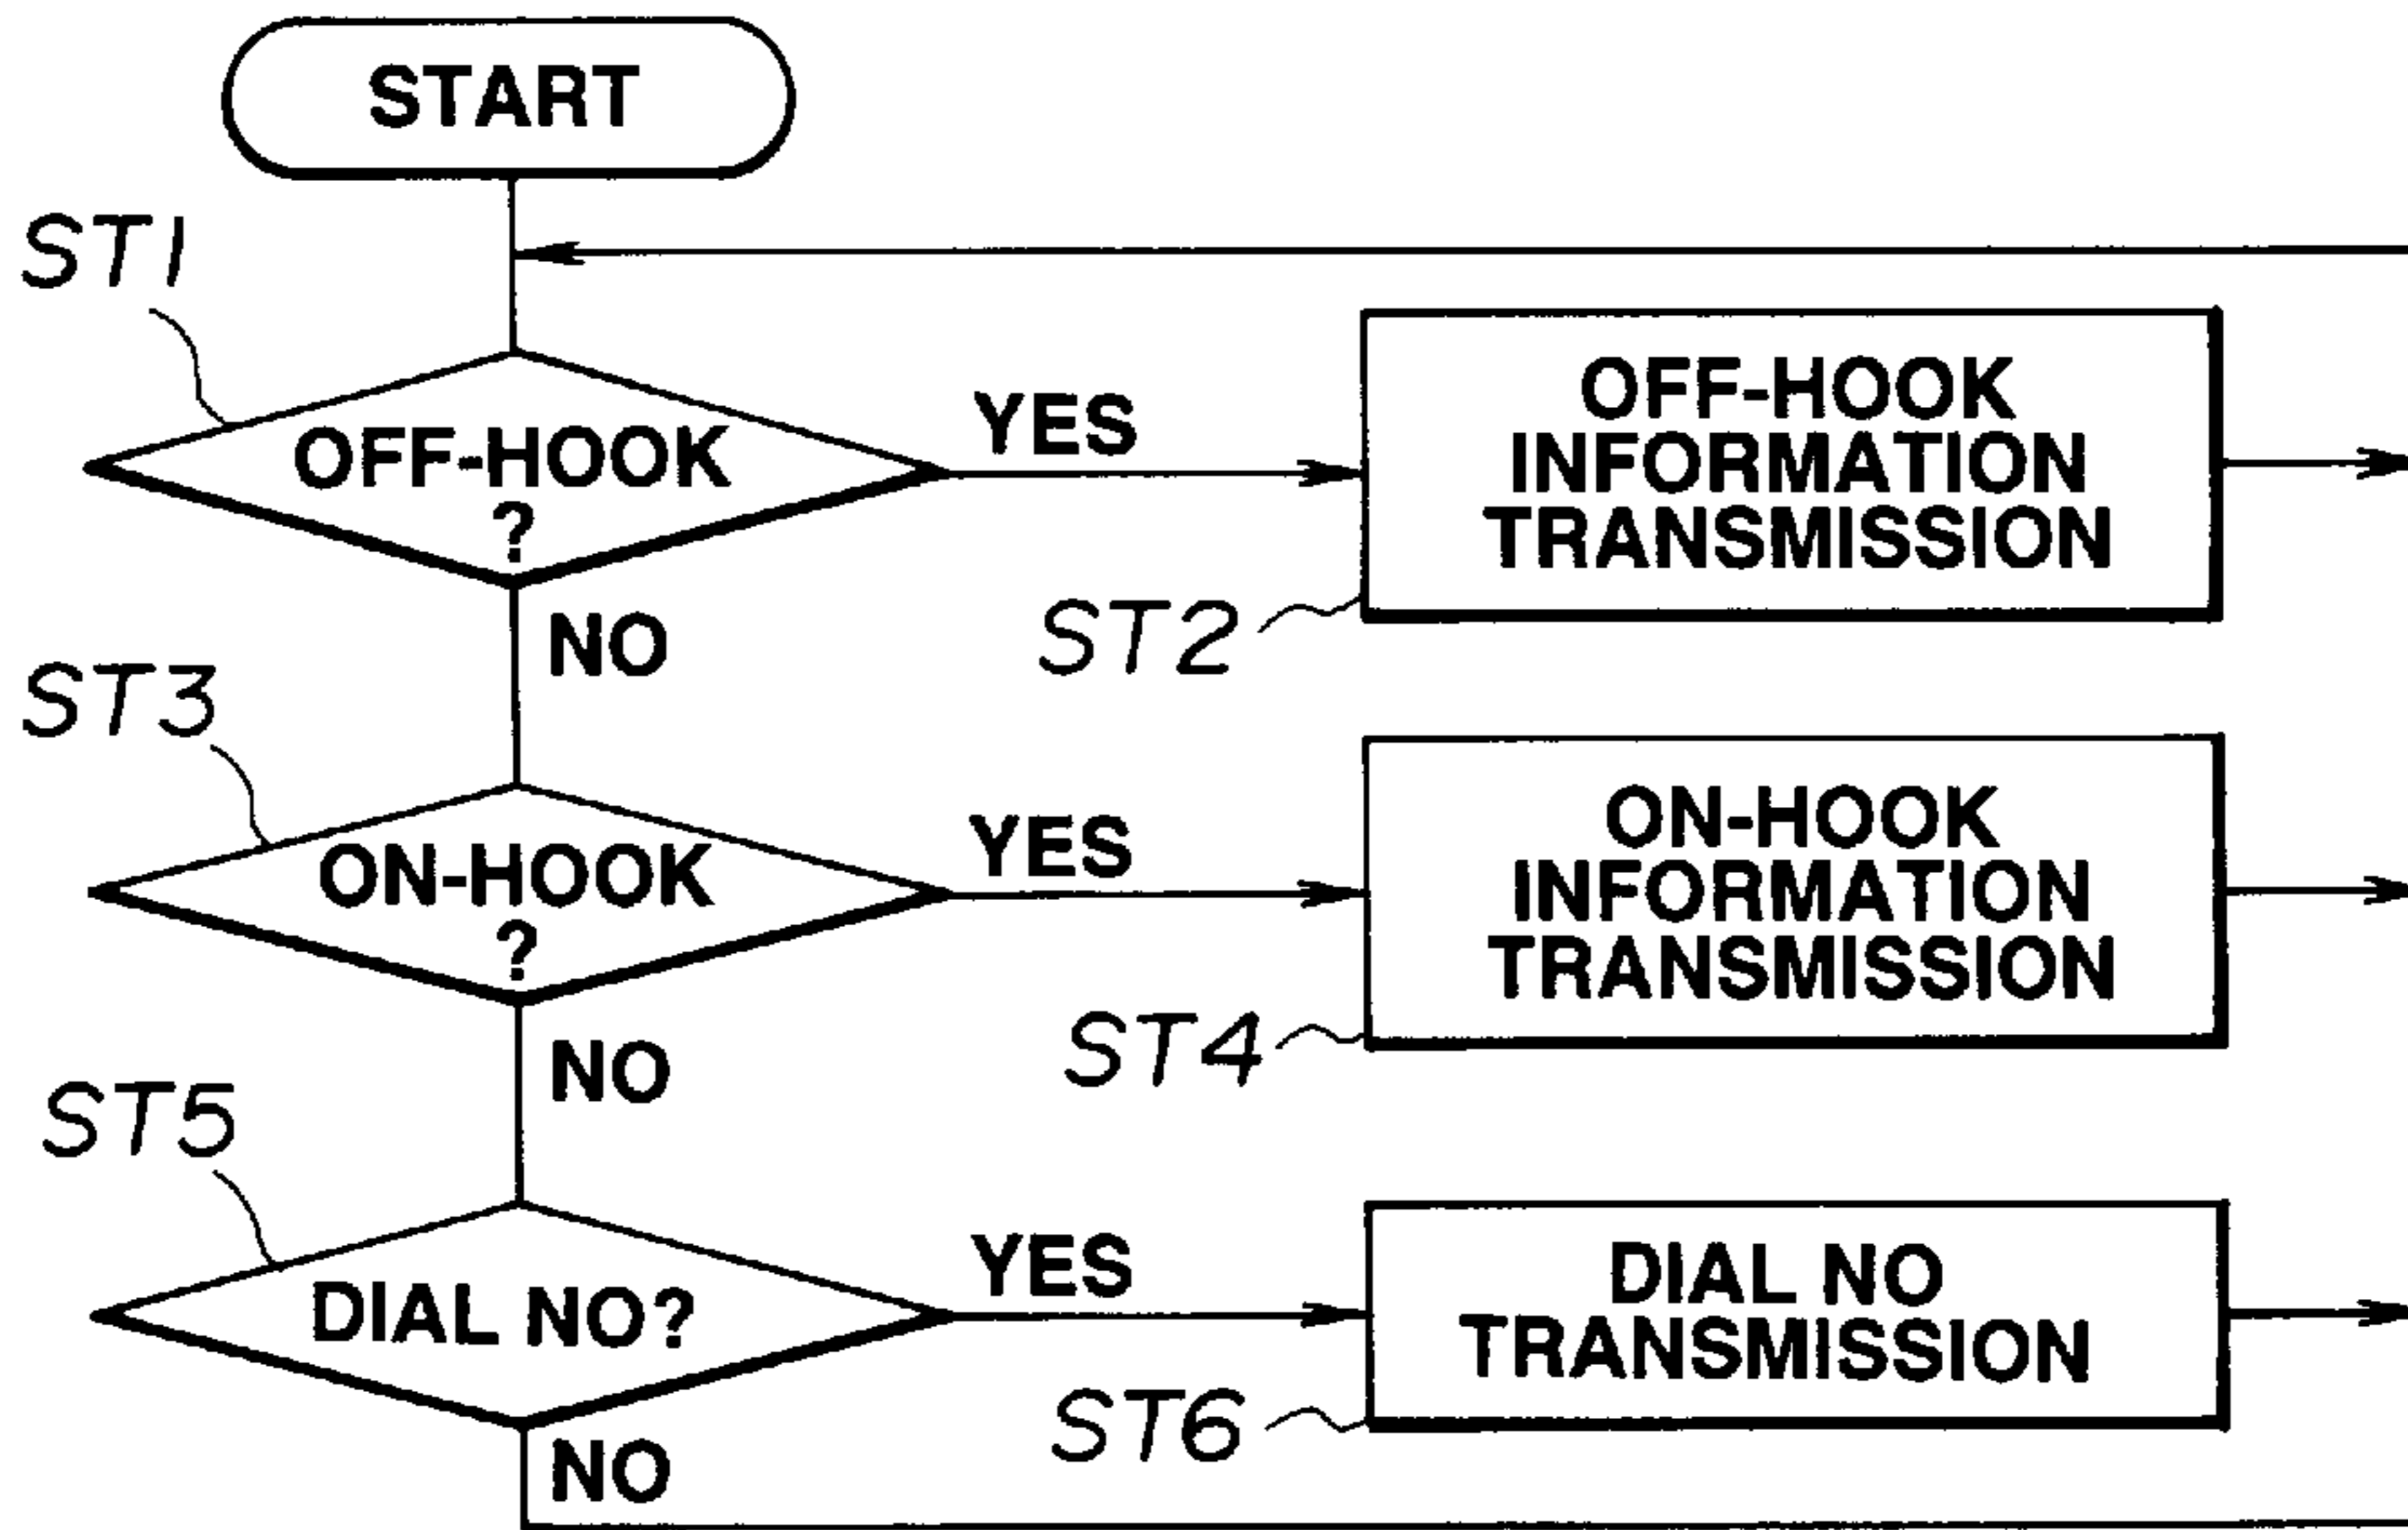 START
ST1
OFF-HOOK
?
YES
OFF-HOOK
INFORMATION
TRANSMISSION
ST2
NO
ST3
ON-HOOK
?
YES
ON-HOOK
INFORMATION
TRANSMISSION
ST4
NO
ST5
DIAL NO?
YES
DIAL NO
TRANSMISSION
ST6
NO